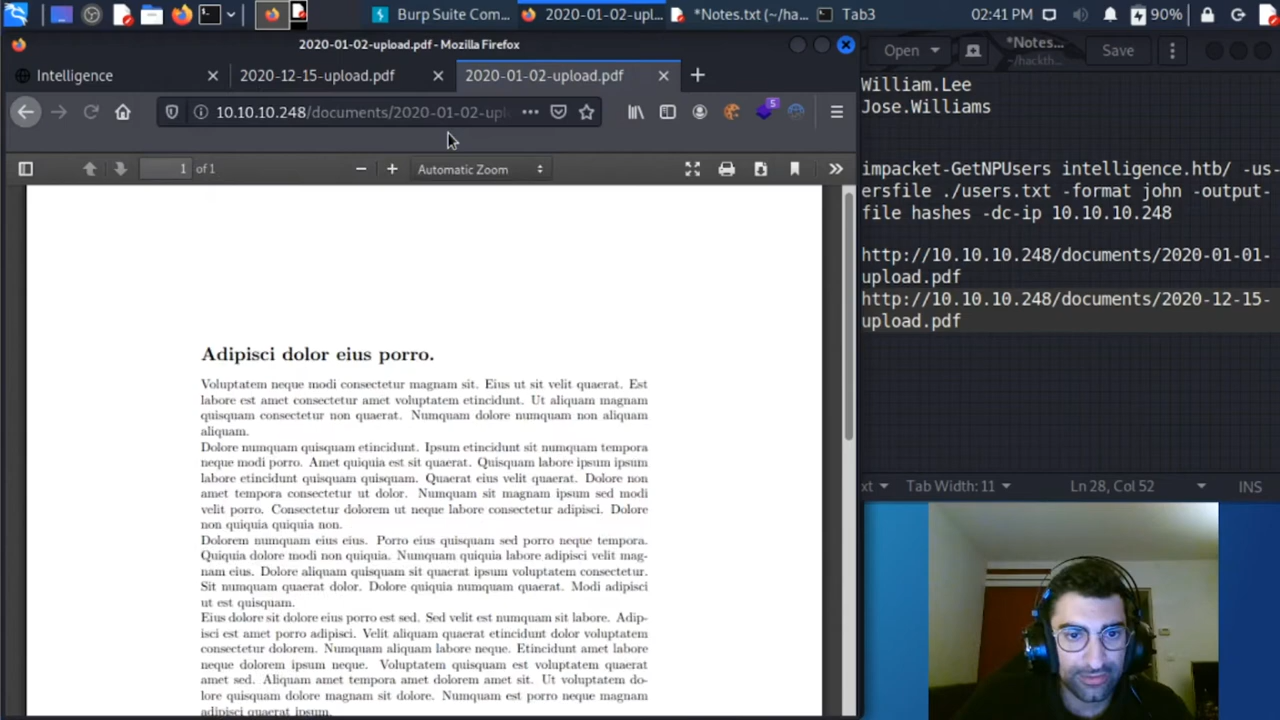 Burp Suite Com...
2020-01-02-upl...
*Notes.txt (~/ha...
Tab3
02:41 PM
90%
2020-01-02-upload.pdf - Mozilla Firefox
Intelligence
2020-12-15-upload.pdf
2020-01-02-upload.pdf
10.10.10.248/documents/2020-01-02-upl
5
1 of 1
Automatic Zoom
Adipisci dolor eius porro.
Voluptatem neque modi consectetur magnam sit. Eius ut sit velit quaerat. Est
labore est amet consectetur amet voluptatem etincidunt. Ut aliquam magnam
quisquam consectetur non quaerat. Numquam dolore numquam non aliquam
aliquam.
Dolore numquam quisquam etincidunt. Ipsum etincidunt sit numquam tempora
neque modi porro. Amet quiquia est sit quaerat. Quisquam labore ipsum ipsum
labore etincidunt quisquam quisquam. Quaerat eius velit quaerat. Dolore non
amet tempora consectetur ut dolor. Numquam sit magnam ipsum sed modi
velit porro. Consectetur dolorem ut neque labore consectetur adipisci. Dolore
non quiquia quiquia non.
Dolorem numquam eius eius. Porro eius quisquam sed porro neque tempora.
Quiquia dolore modi non quiquia. Numquam quiquia labore adipisci velit mag-
nam eius. Dolore aliquam quisquam sit quaerat ipsum voluptatem consectetur.
Sit numquam quaerat dolor. Dolore quiquia numquam quaerat. Modi adipisci
ut est quisquam.
Eius dolore sit dolore eius porro est sed. Sed velit est numquam sit labore. Adip-
isci est amet porro adipisci. Velit aliquam quaerat etincidunt dolor voluptatem
consectetur dolorem. Numquam aliquam labore neque. Etincidunt amet labore
neque dolorem ipsum neque. Voluptatem quisquam est voluptatem quaerat
amet sed. Aliquam amet tempora amet dolorem amet sit. Ut voluptatem do-
lore quisquam dolore magnam sit dolore. Numquam est porro neque magnam
adipisci quaerat ipsum.
Open
*Notes...
~/hackth...
Save
William.Lee
Jose.Williams
impacket-GetNPUsers intelligence.htb/ -us-
ersfile ./users.txt -format john -output-
file hashes -dc-ip 10.10.10.248
http://10.10.10.248/documents/2020-01-01-
upload.pdf
http://10.10.10.248/documents/2020-12-15-
upload.pdf
xt
Tab Width: 11
Ln 28, Col 52
INS